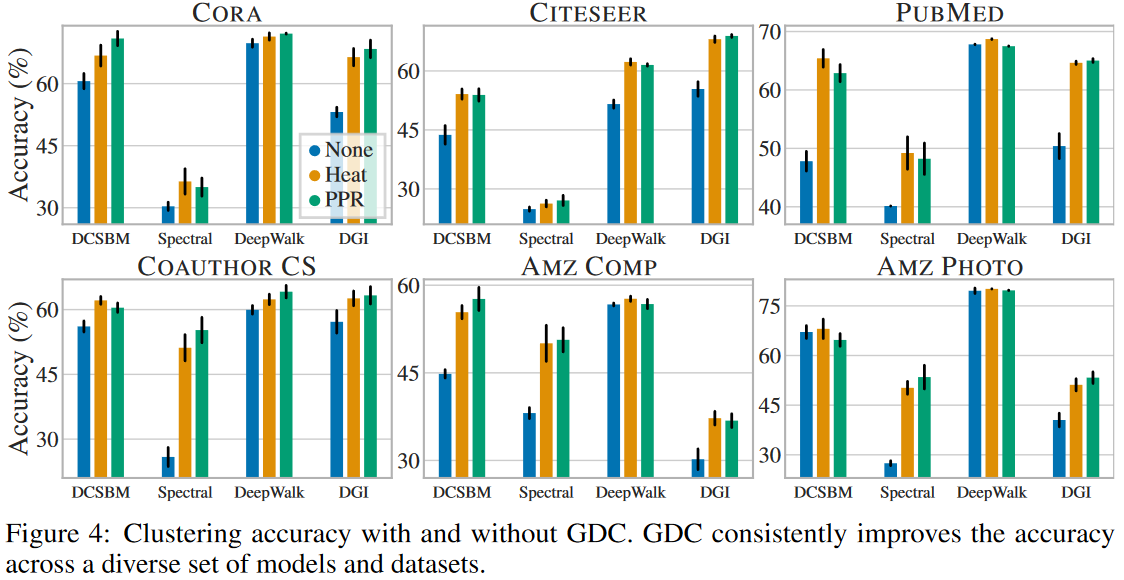 CORA CITESEER PUBMED
Accuracy (%)
60
45
30
60
45
30
70
60
50
40
None
Heat
PPR
DCSBM Spectral DeepWalk DGI
DCSBM Spectral DeepWalk DGI
DCSBM Spectral DeepWalk DGI
COAUTHOR CS AMZ COMP AMZ PHOTO
Accuracy (%)
60
45
30
60
45
30
75
60
45
30
DCSBM Spectral DeepWalk DGI
DCSBM Spectral DeepWalk DGI
DCSBM Spectral DeepWalk DGI
Figure 4: Clustering accuracy with and without GDC. GDC consistently improves the accuracy
across a diverse set of models and datasets.